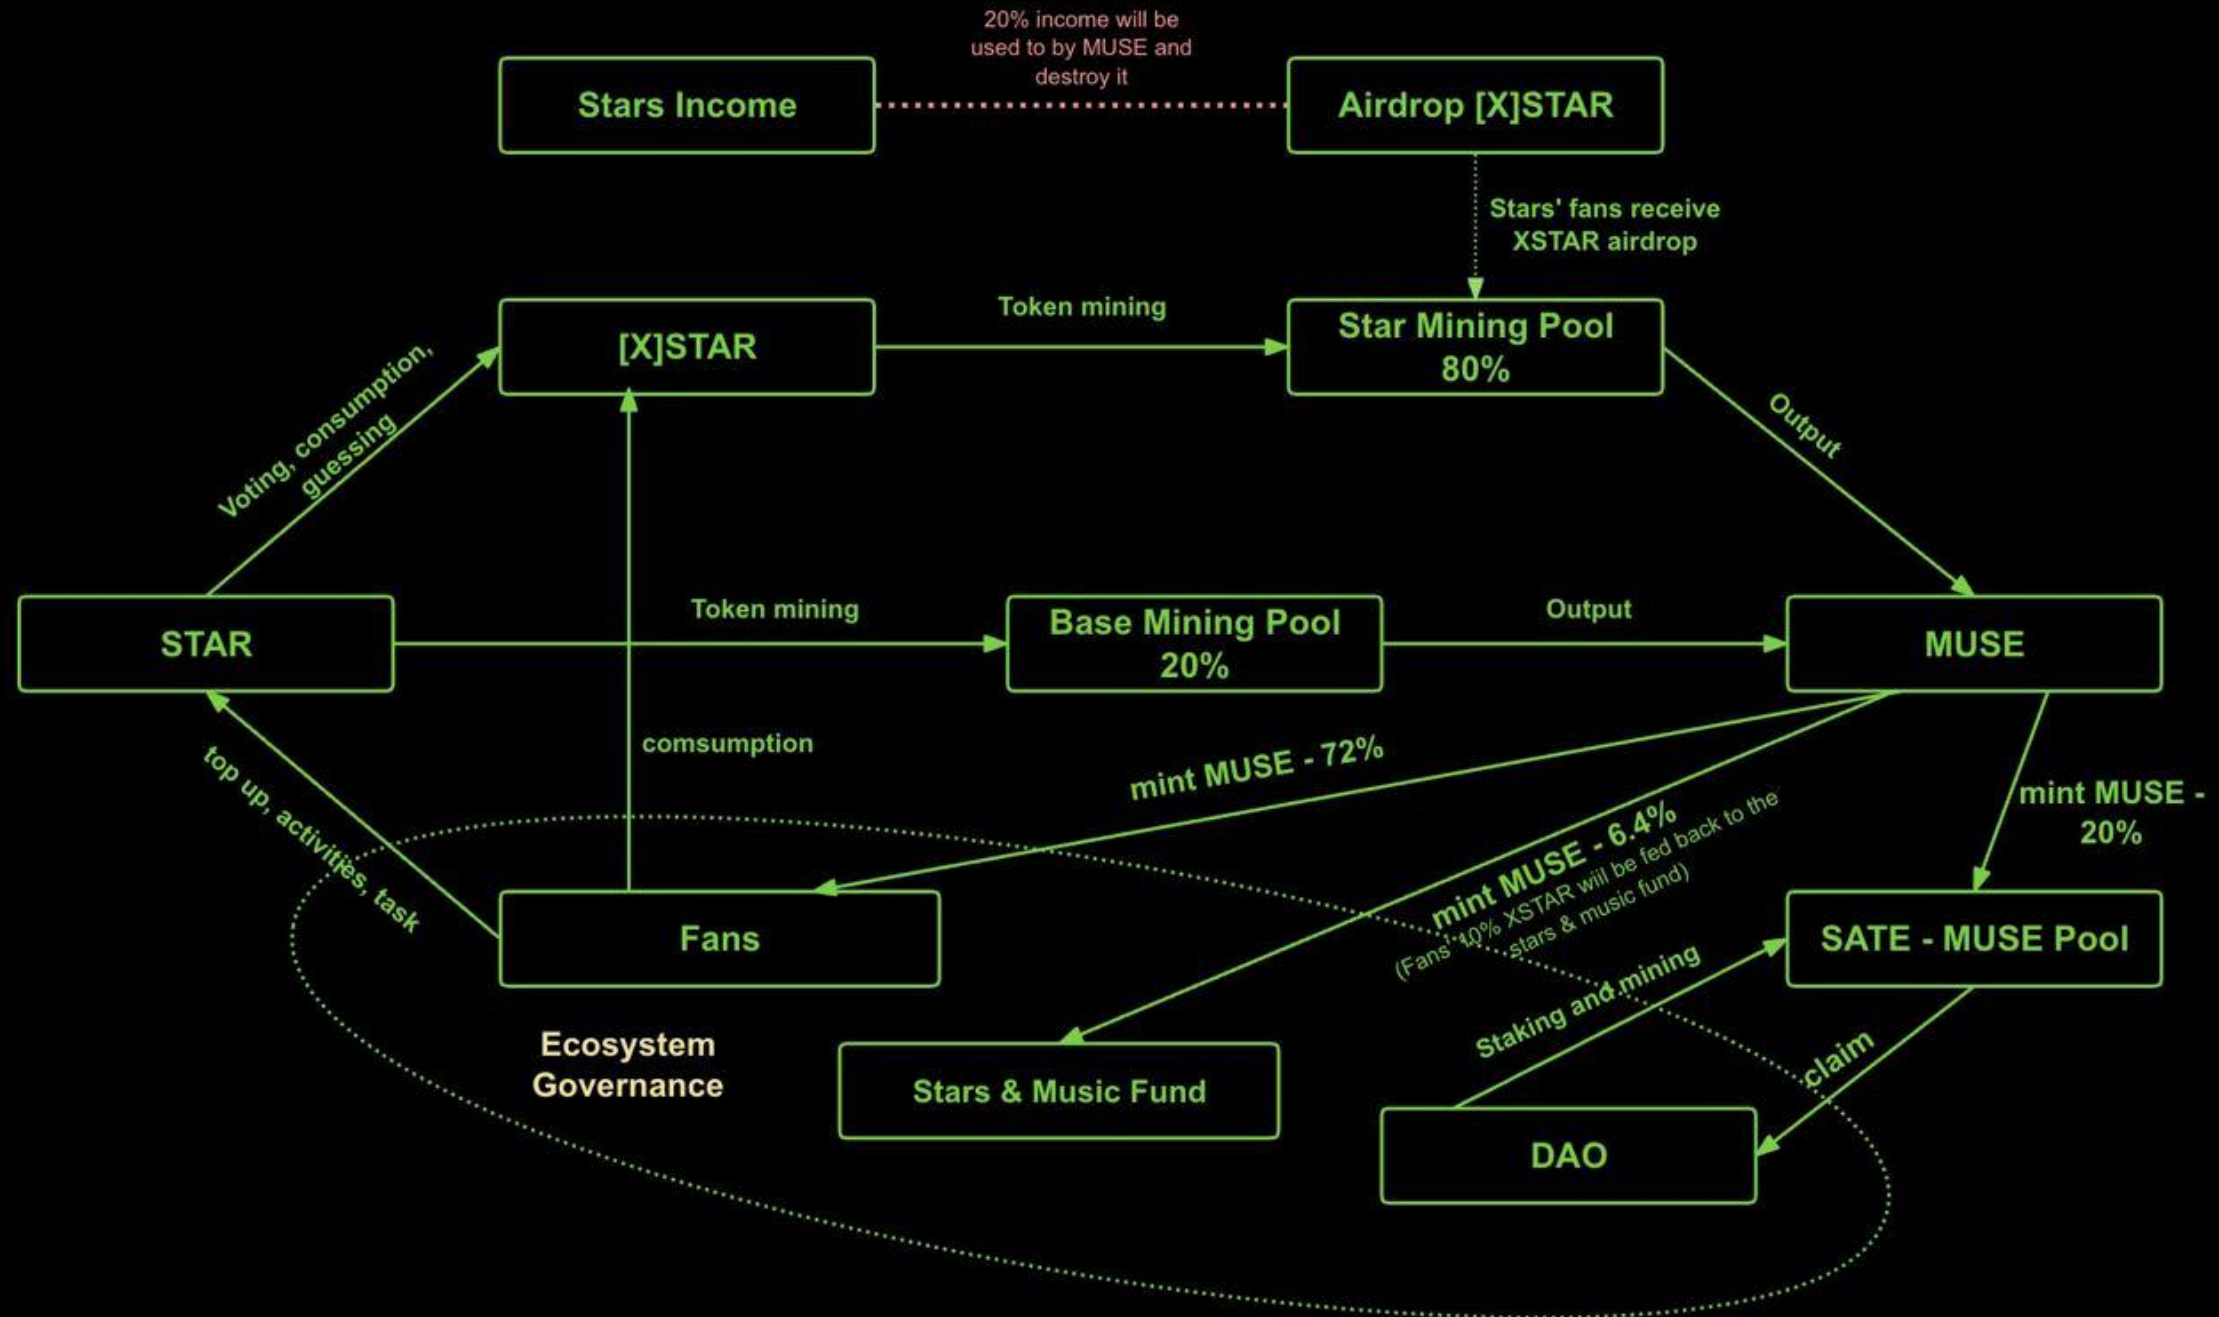 20% income will be
used to by MUSE and
destroy it
Stars Income
Airdrop [X]STAR
Stars' fans receive
XSTAR airdrop
[X]STAR
Token mining
Star Mining Pool
80%
Voting, consumption,
guessing
Output
STAR
Token mining
Base Mining Pool
20%
Output
MUSE
comsumption
top up, activities, task
mint MUSE - 72%
mint MUSE - 6.4%
(Fans' 10% XSTAR wiil be fed back to the
stars & music fund)
mint MUSE -
20%
Fans
SATE - MUSE Pool
Staking and mining
claim
Ecosystem
Governance
Stars & Music Fund
DAO